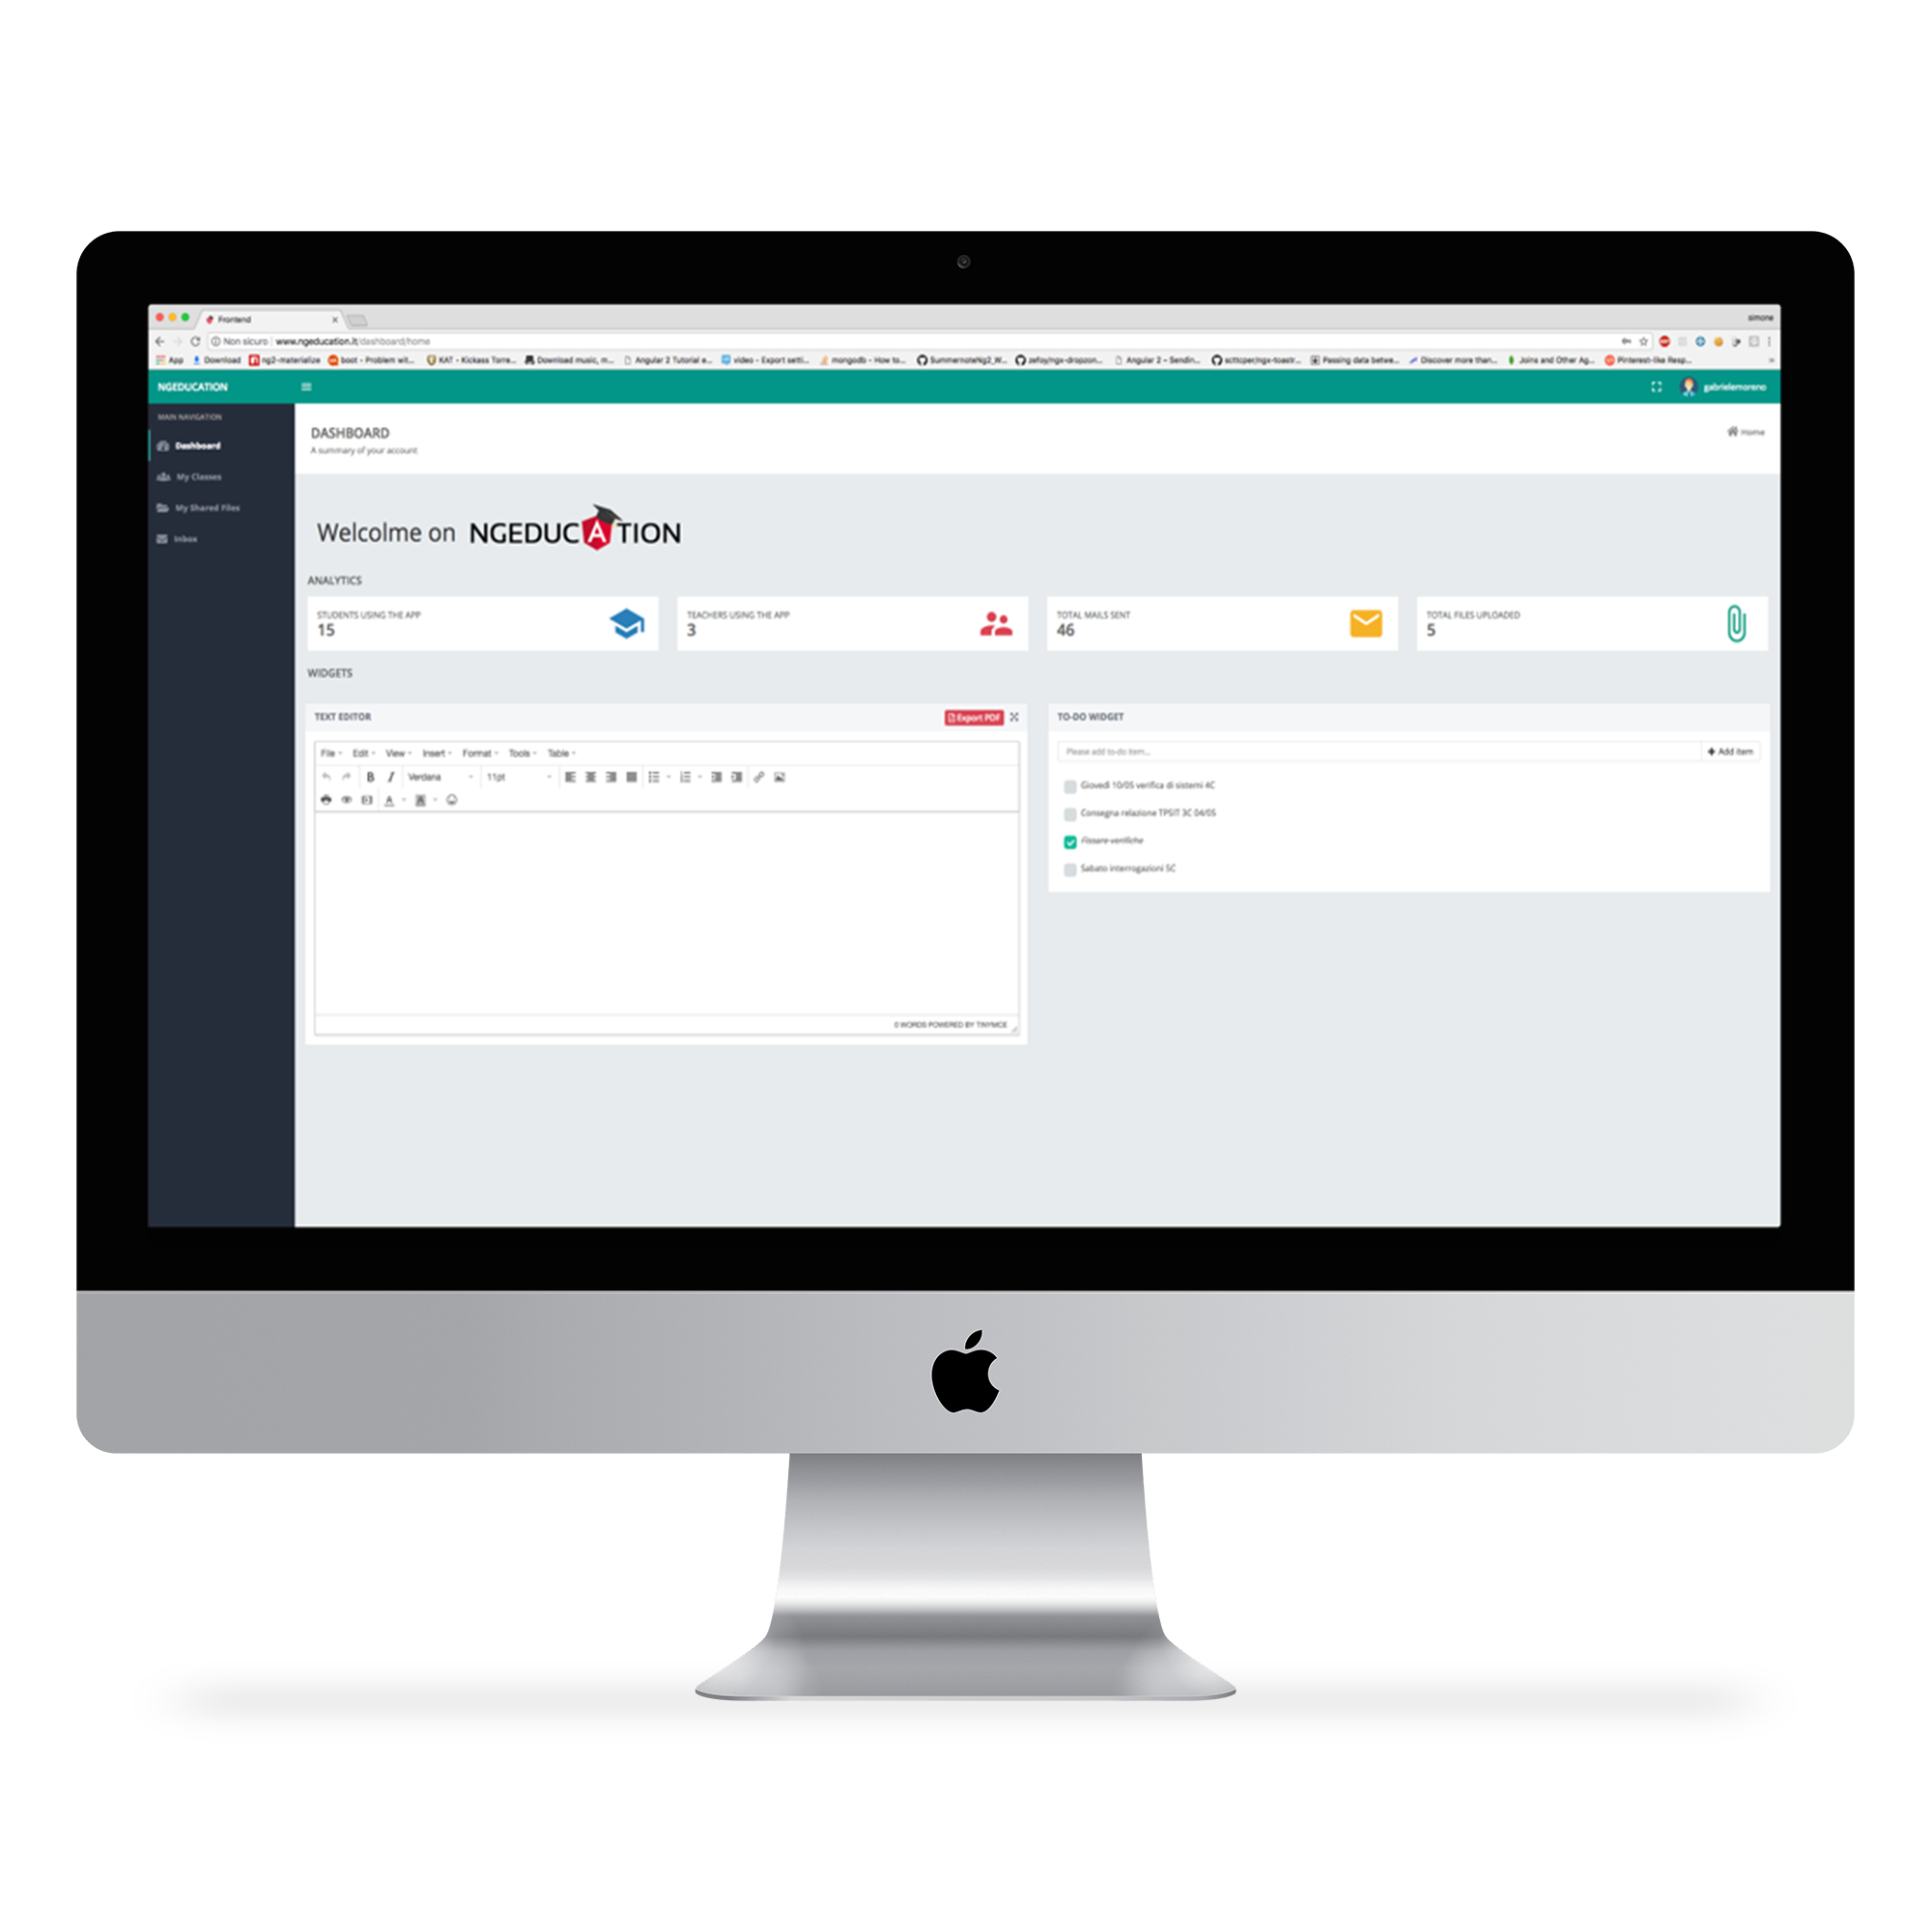 Frontend
simone
Non sicuro | www.ngeducation.it/dashboard/home
App Download ng2-materialize boot - Problem wit... KAT - Kickass Torre... Download music, m... Angular 2 Tutorial e... video - Export setti... mongodb - How to... SummernoteNg2_W... zefoy/ngx-dropzon... Angular 2 – Sendin... scttcper/ngx-toastr... Passing data betwe... Discover more than... Joins and Other Ag... Pinterest-like Resp... »
NGEDUCATION
gabrielemoreno
MAIN NAVIGATION
Dashboard
My Classes
My Shared Files
Inbox
DASHBOARD
Home
A summary of your account
Welcolme on NGEDUCATION
ANALYTICS
STUDENTS USING THE APP
15
TEACHERS USING THE APP
3
TOTAL MAILS SENT
46
TOTAL FILES UPLOADED
5
WIDGETS
TEXT EDITOR
Export PDF
File Edit View Insert Format Tools Table
B I Verdana 11pt
A A
0 WORDS POWERED BY TINYMCE
TO-DO WIDGET
Please add to-do item...
Add item
Giovedì 10/05 verifica di sistemi 4C
Consegna relazione TPSIT 3C 04/05
Fissare verifiche
Sabato interrogazioni 5C